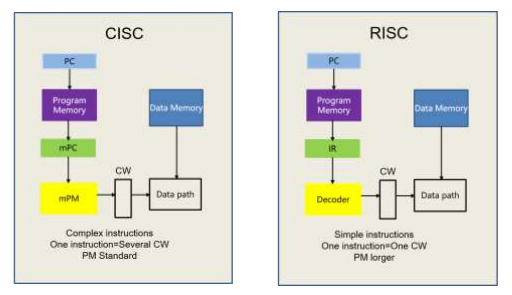 CISC
PC
Program
Memory
Data Memory
mPC
CW
mPM
Data path
Complex instructions
One instruction=Several CW
PM Standard
RISC
PC
Program
Memory
Data Memory
IR
CW
Decoder
Data path
Simple instructions
One instruction=One CW
PM lorger